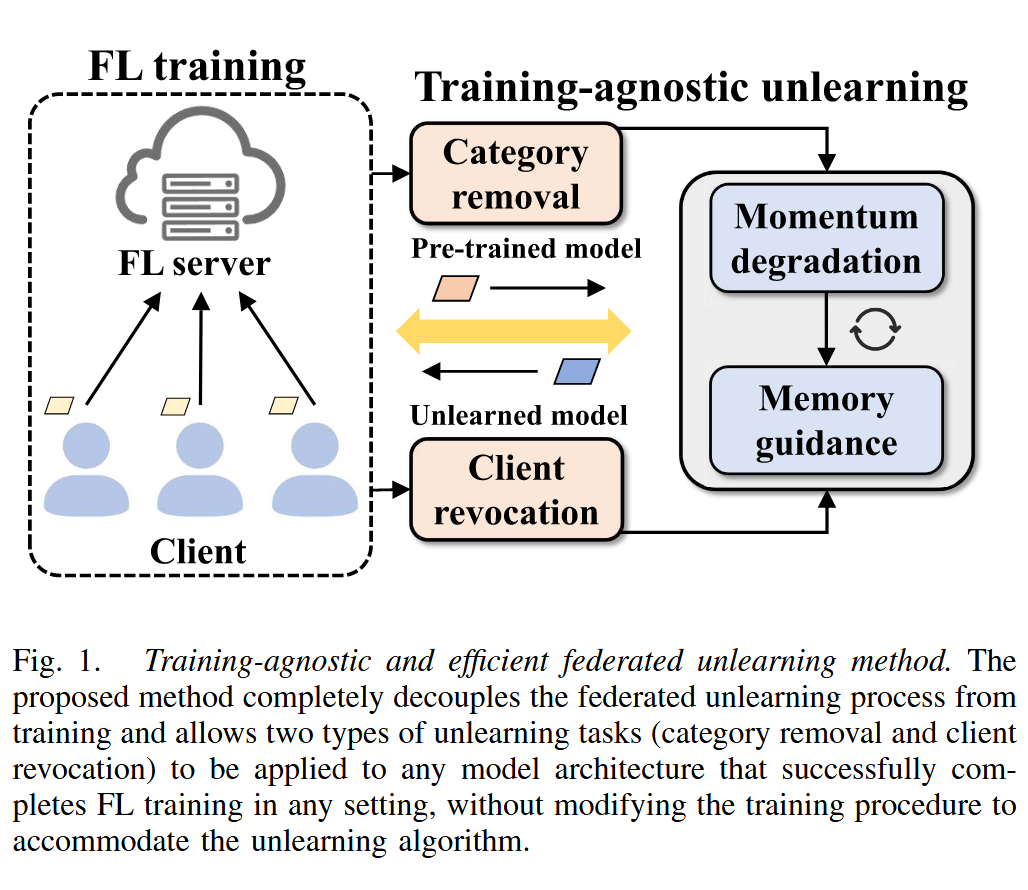 FL training
Training-agnostic unlearning
FL server
Client
Category
removal
Pre-trained model
Unlearned model
Client
revocation
Momentum
degradation
Memory
guidance
Fig. 1. Training-agnostic and efficient federated unlearning method. The
proposed method completely decouples the federated unlearning process from
training and allows two types of unlearning tasks (category removal and client
revocation) to be applied to any model architecture that successfully com-
pletes FL training in any setting, without modifying the training procedure to
accommodate the unlearning algorithm.